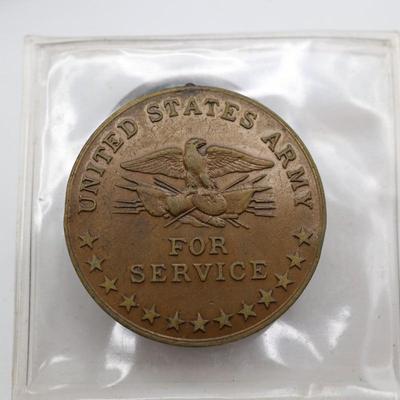 UNITED STATES ARMY
FOR
SERVICE